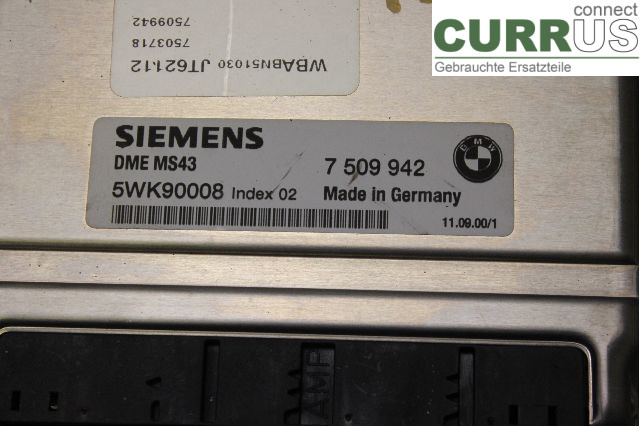 connect
CURRUS
Gebrauchte Ersatzteile
7509942
7503718
WBABN51030 JT62112
SIEMENS
DME MS43
7 509 942
BMW
5WK90008 Index 02
Made in Germany
11.09.00/1
AMP